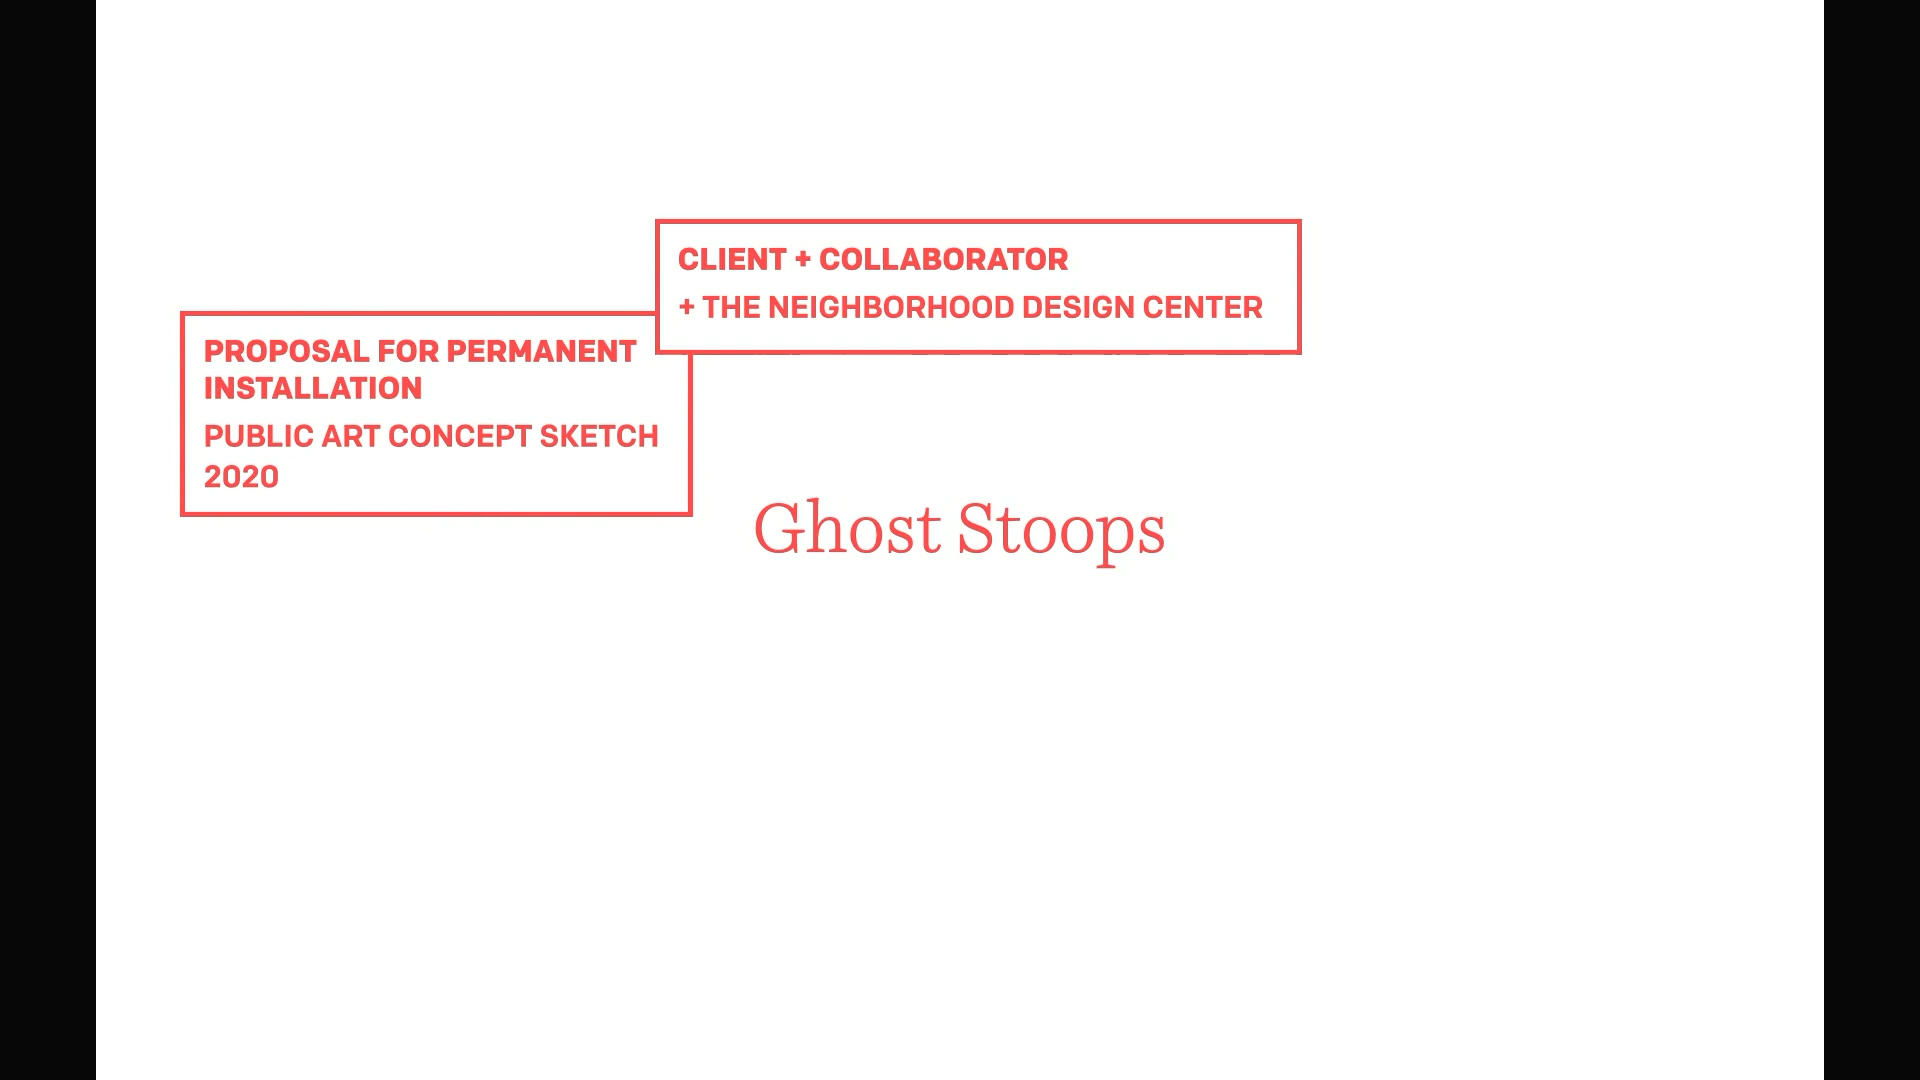 CLIENT + COLLABORATOR
+ THE NEIGHBORHOOD DESIGN CENTER
PROPOSAL FOR PERMANENT
INSTALLATION
PUBLIC ART CONCEPT SKETCH
2020
Ghost Stoops